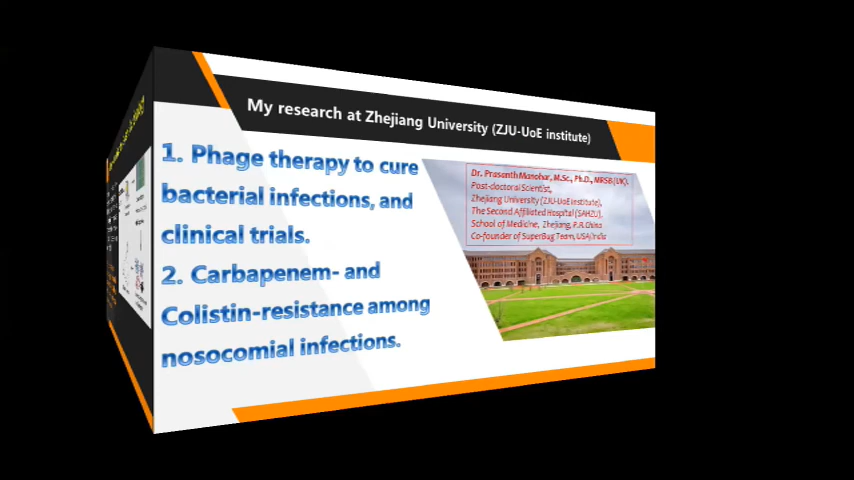 My research at Zhejiang University (ZJU-UoE institute)
1. Phage therapy to cure
bacterial infections, and
clinical trials.
2. Carbapenem- and
Colistin-resistance among
nosocomial infections.
Dr. Prasanth Manohar, M.Sc., Ph.D., MRSB (UK).
Post-doctoral Scientist,
Zhejiang University (ZJU-UoE institute),
The Second Affiliated Hospital (SAHZU),
School of Medicine, Zhejiang, P.R.China
Co-founder of SuperBug Team, USA/India